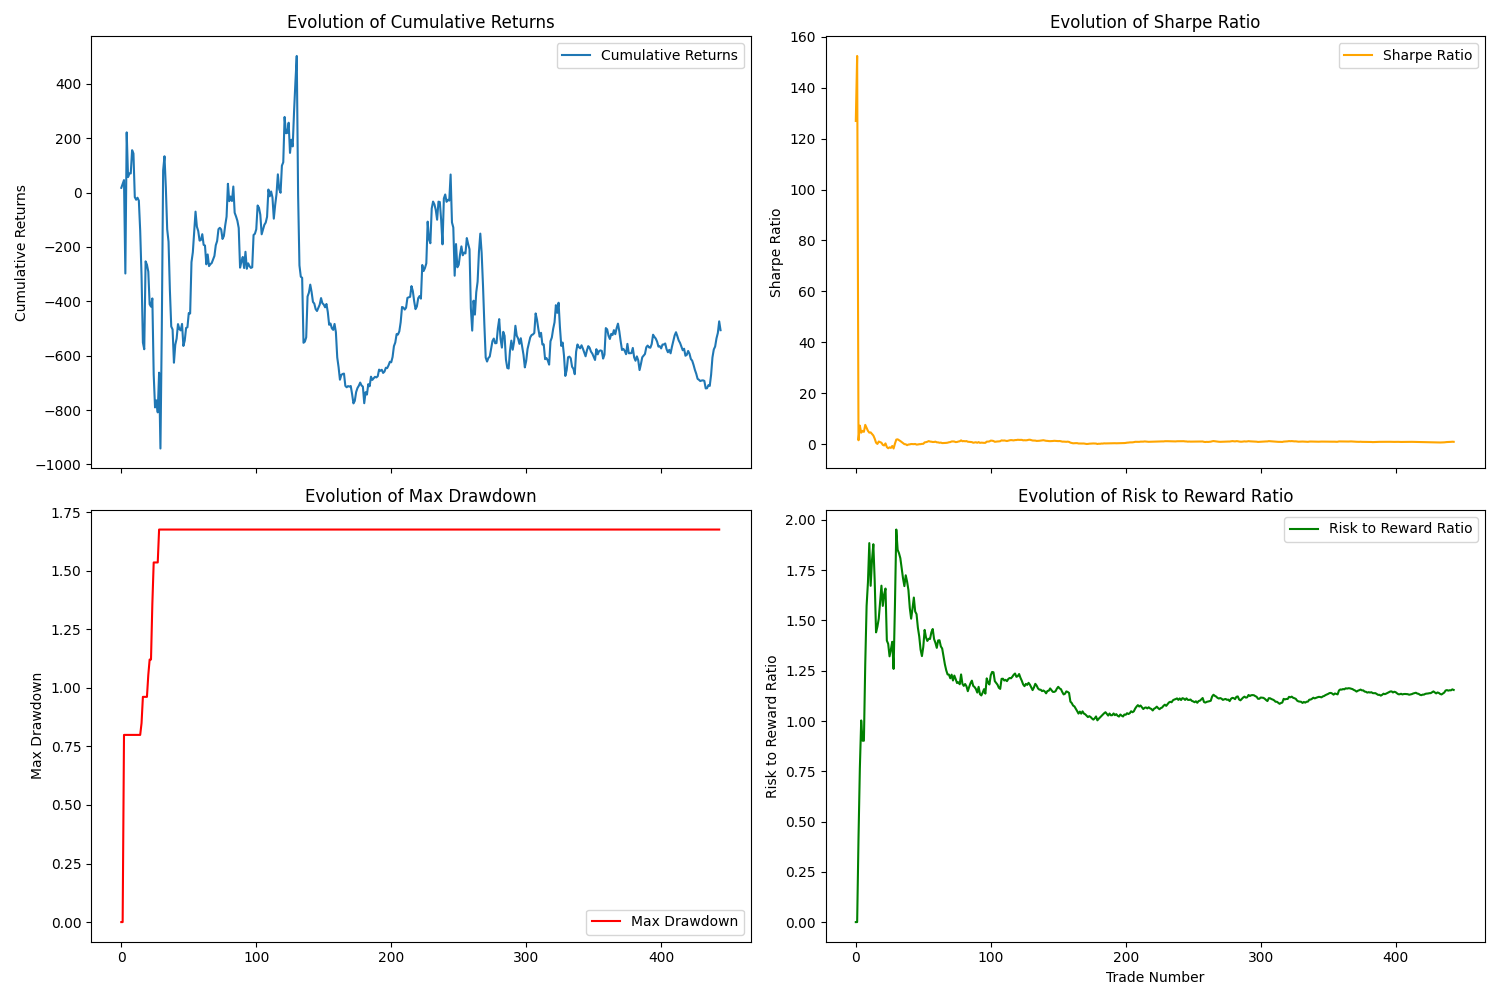 Evolution of Cumulative Returns
Cumulative Returns
Cumulative Returns
400
200
0
−200
−400
−600
−800
−1000
Evolution of Sharpe Ratio
Sharpe Ratio
Sharpe Ratio
160
140
120
100
80
60
40
20
0
Evolution of Max Drawdown
Max Drawdown
Max Drawdown
1.75
1.50
1.25
1.00
0.75
0.50
0.25
0.00
0 100 200 300 400
Evolution of Risk to Reward Ratio
Risk to Reward Ratio
Risk to Reward Ratio
2.00
1.75
1.50
1.25
1.00
0.75
0.50
0.25
0.00
0 100 200 300 400
Trade Number